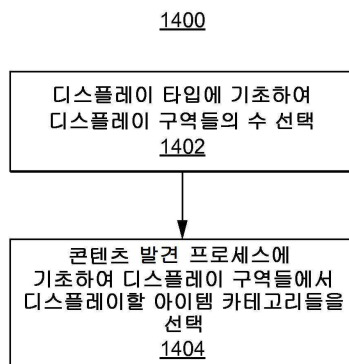 1400
디스플레이 타입에 기초하여
디스플레이 구역들의 수 선택
1402
콘텐츠 발견 프로세스에
기초하여 디스플레이 구역들에서
디스플레이할 아이템 카테고리들을
선택
1404